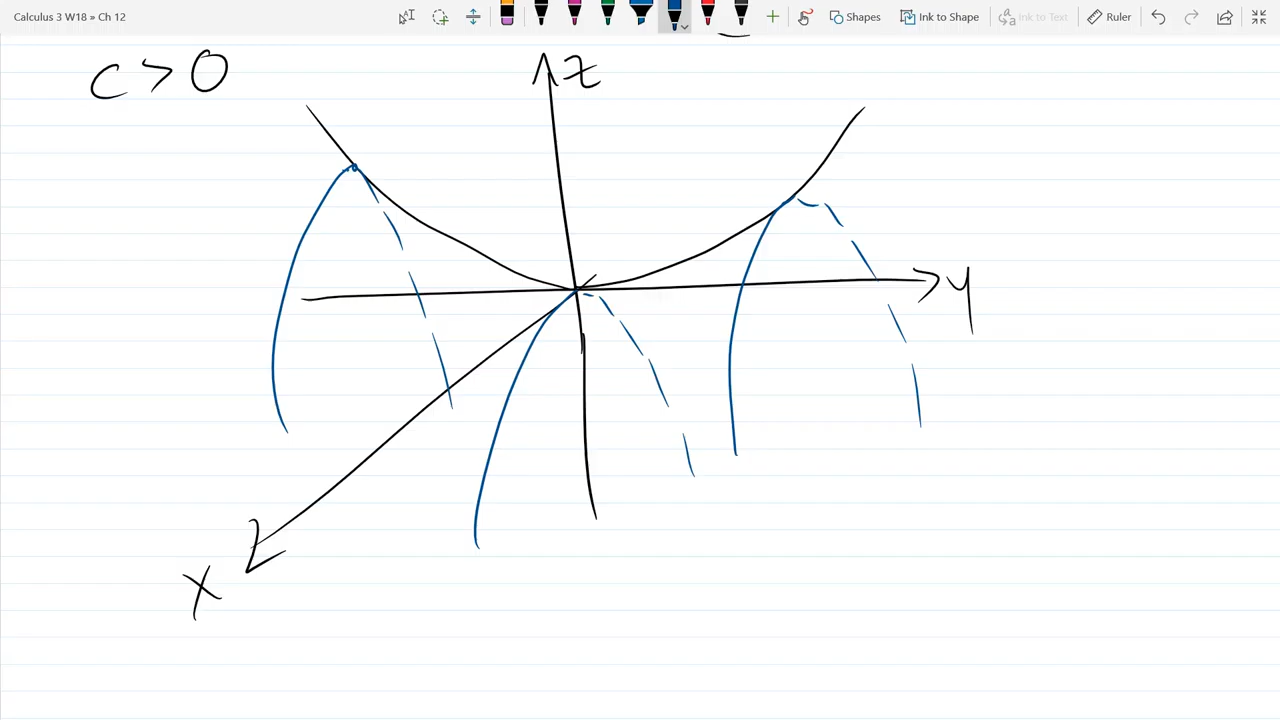 Calculus 3 W18 » Ch 12
Shapes
Ink to Shape
Ink to Text
Ruler
c > 0
z
y
x